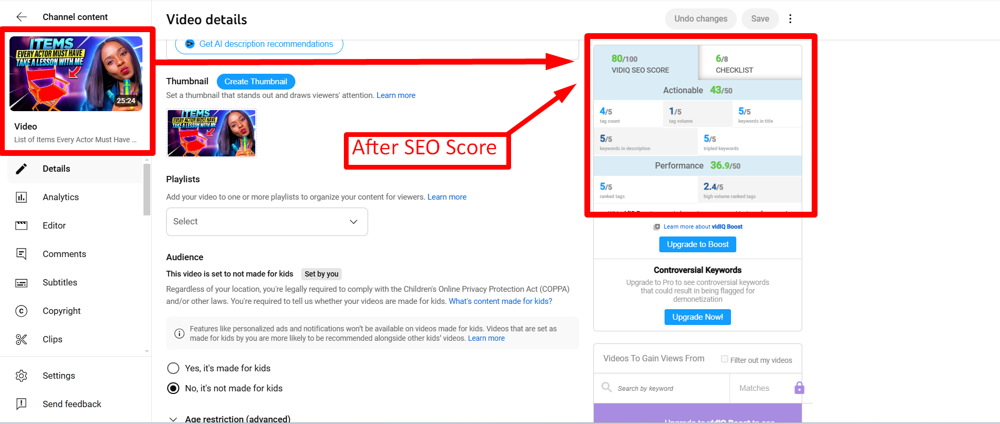 Channel content
Video details
Undo changes
Save
ITEMS
EVERY ACTOR MUST HAVE
TAKE A LESSON WITH ME
25:24
Video
List of Items Every Actor Must Have ...
Details
Analytics
Editor
Comments
Subtitles
Copyright
Clips
Settings
Send feedback
Get AI description recommendations
Thumbnail
Create Thumbnail
Set a thumbnail that stands out and draws viewers' attention. Learn more
ITEMS
EVERY ACTOR MUST HAVE
TAKE A LESSON WITH ME
After SEO Score
Playlists
Add your video to one or more playlists to organize your content for viewers. Learn more
Select
Audience
This video is set to not made for kids
Set by you
Regardless of your location, you're legally required to comply with the Children's Online Privacy Protection Act (COPPA)
and/or other laws. You're required to tell us whether your videos are made for kids. What's content made for kids?
Features like personalized ads and notifications won't be available on videos made for kids. Videos that are set as
made for kids by you are more likely to be recommended alongside other kids' videos. Learn more
Yes, it's made for kids
No, it's not made for kids
Age restriction (advanced)
80/100
VIDIQ SEO SCORE
6/8
CHECKLIST
Actionable 43/50
4/5
tag count
1/5
tag volume
5/5
keywords in title
5/5
keywords in description
5/5
tripled keywords
Performance 36.9/50
5/5
ranked tags
2.4/5
high volume ranked tags
Learn more about vidIQ Boost
Upgrade to Boost
Controversial Keywords
Upgrade to Pro to see controversial keywords
that could result in being flagged for
demonetization
Upgrade Now!
Videos To Gain Views From
Filter out my videos
Search by keyword
Matches
Upgrade to vidIQ Boost to see